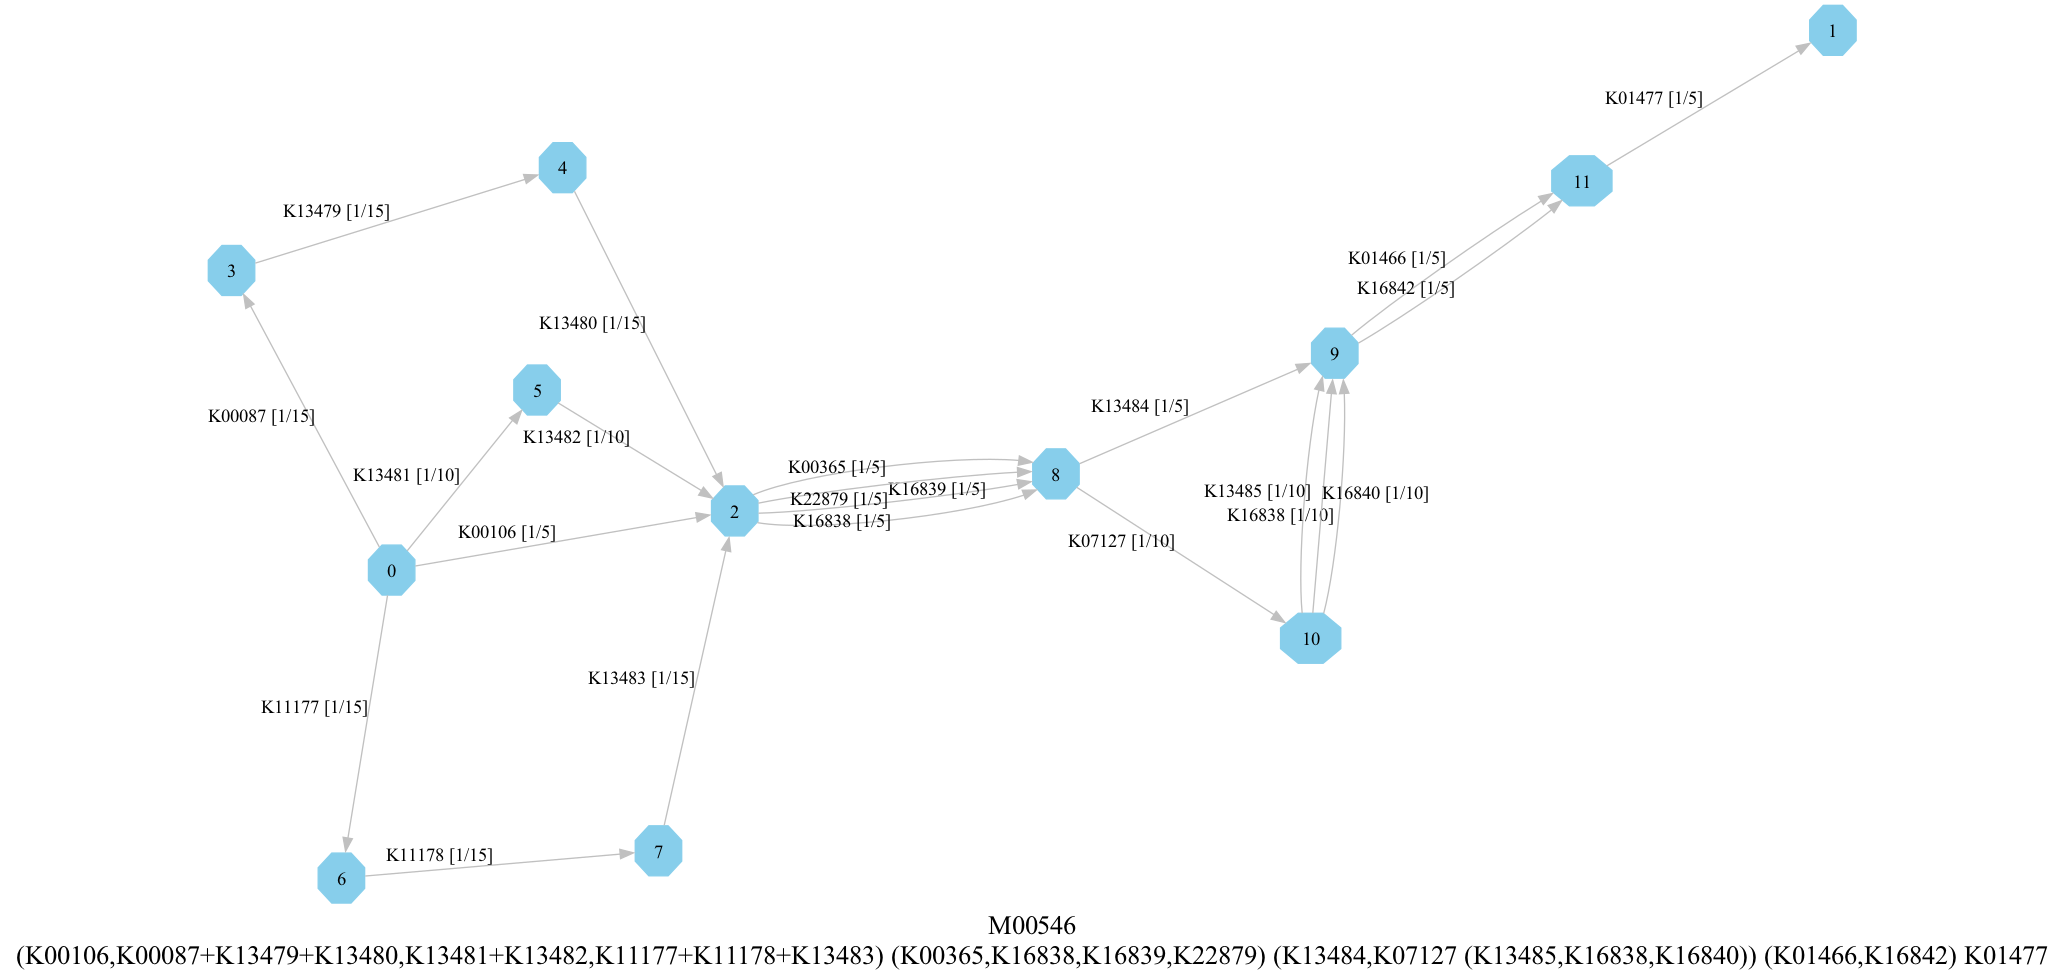 1
K01477 [1/5]
4
11
K13479 [1/15]
3
K01466 [1/5]
K16842 [1/5]
K13480 [1/15]
9
5
K00087 [1/15]
K13484 [1/5]
K13482 [1/10]
K13481 [1/10]
K00365 [1/5]
8
K16839 [1/5]
K22879 [1/5]
K13485 [1/10]
K16840 [1/10]
2
K16838 [1/5]
K16838 [1/10]
K00106 [1/5]
K07127 [1/10]
0
10
K13483 [1/15]
K11177 [1/15]
7
K11178 [1/15]
6
M00546
(K00106,K00087+K13479+K13480,K13481+K13482,K11177+K11178+K13483) (K00365,K16838,K16839,K22879) (K13484,K07127 (K13485,K16838,K16840)) (K01466,K16842) K01477